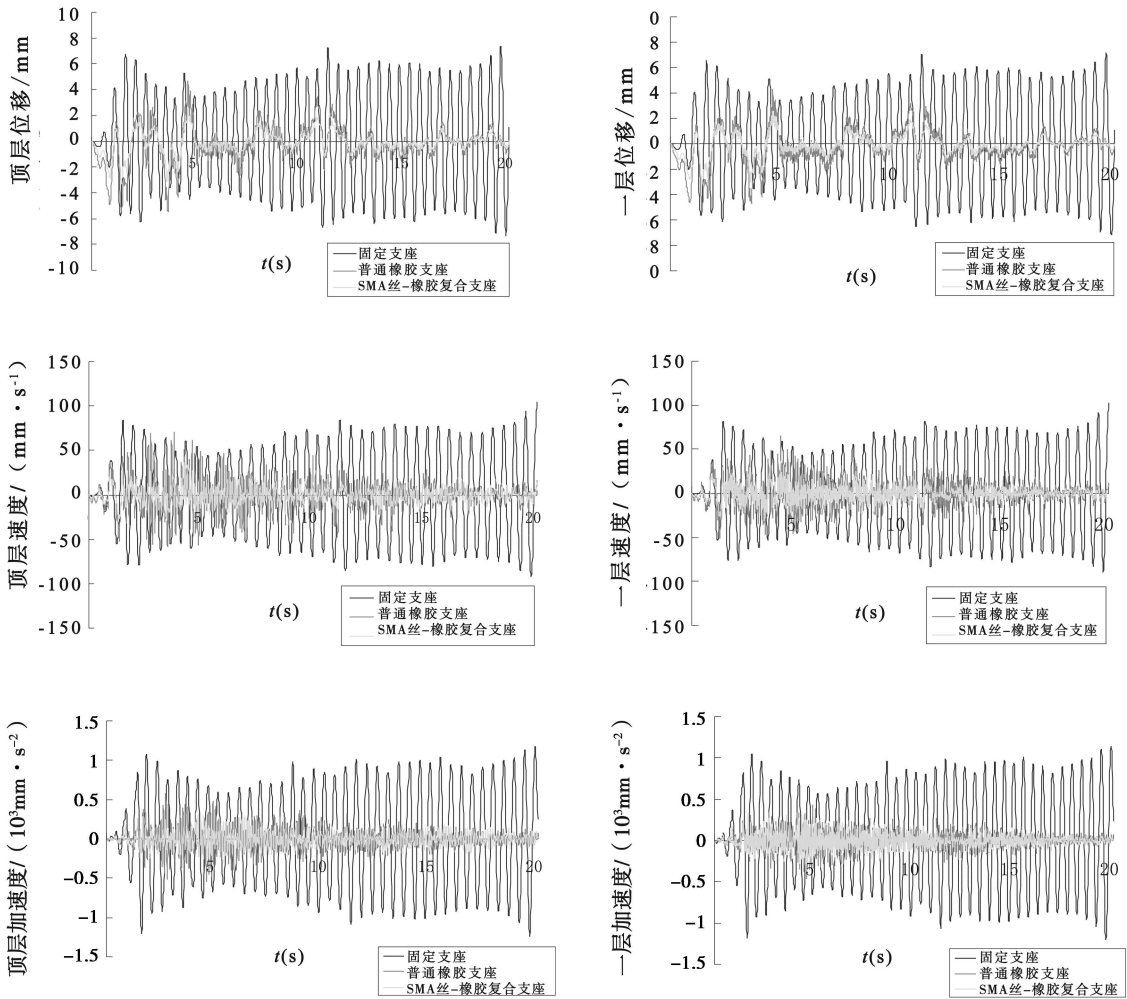 顶层位移/mm
10
8
6
4
2
0
-2
-4
-6
-8
-10
5
10
15
20
t(s)
固定支座
普通橡胶支座
SMA丝-橡胶复合支座
一层位移/mm
0
8
6
4
2
0
2
4
6
8
0
5
10
15
20
t(s)
固定支座
普通橡胶支座
SMA丝-橡胶复合支座
顶层速度/（mm·s⁻¹）
150
100
50
0
-50
-100
-150
5
10
15
20
t(s)
固定支座
普通橡胶支座
SMA丝-橡胶复合支座
一层速度/（mm·s⁻¹）
150
100
50
0
-50
100
150
5
10
15
20
t(s)
固定支座
普通橡胶支座
SMA丝-橡胶复合支座
顶层加速度/（10³mm·s⁻²）
1.5
1
0.5
0
-0.5
-1
-1.5
5
10
15
20
t(s)
固定支座
普通橡胶支座
SMA丝-橡胶复合支座
一层加速度/（10³mm·s⁻²）
1.5
1
0.5
0
-0.5
-1
-1.5
5
10
15
20
t(s)
固定支座
普通橡胶支座
SMA丝-橡胶复合支座